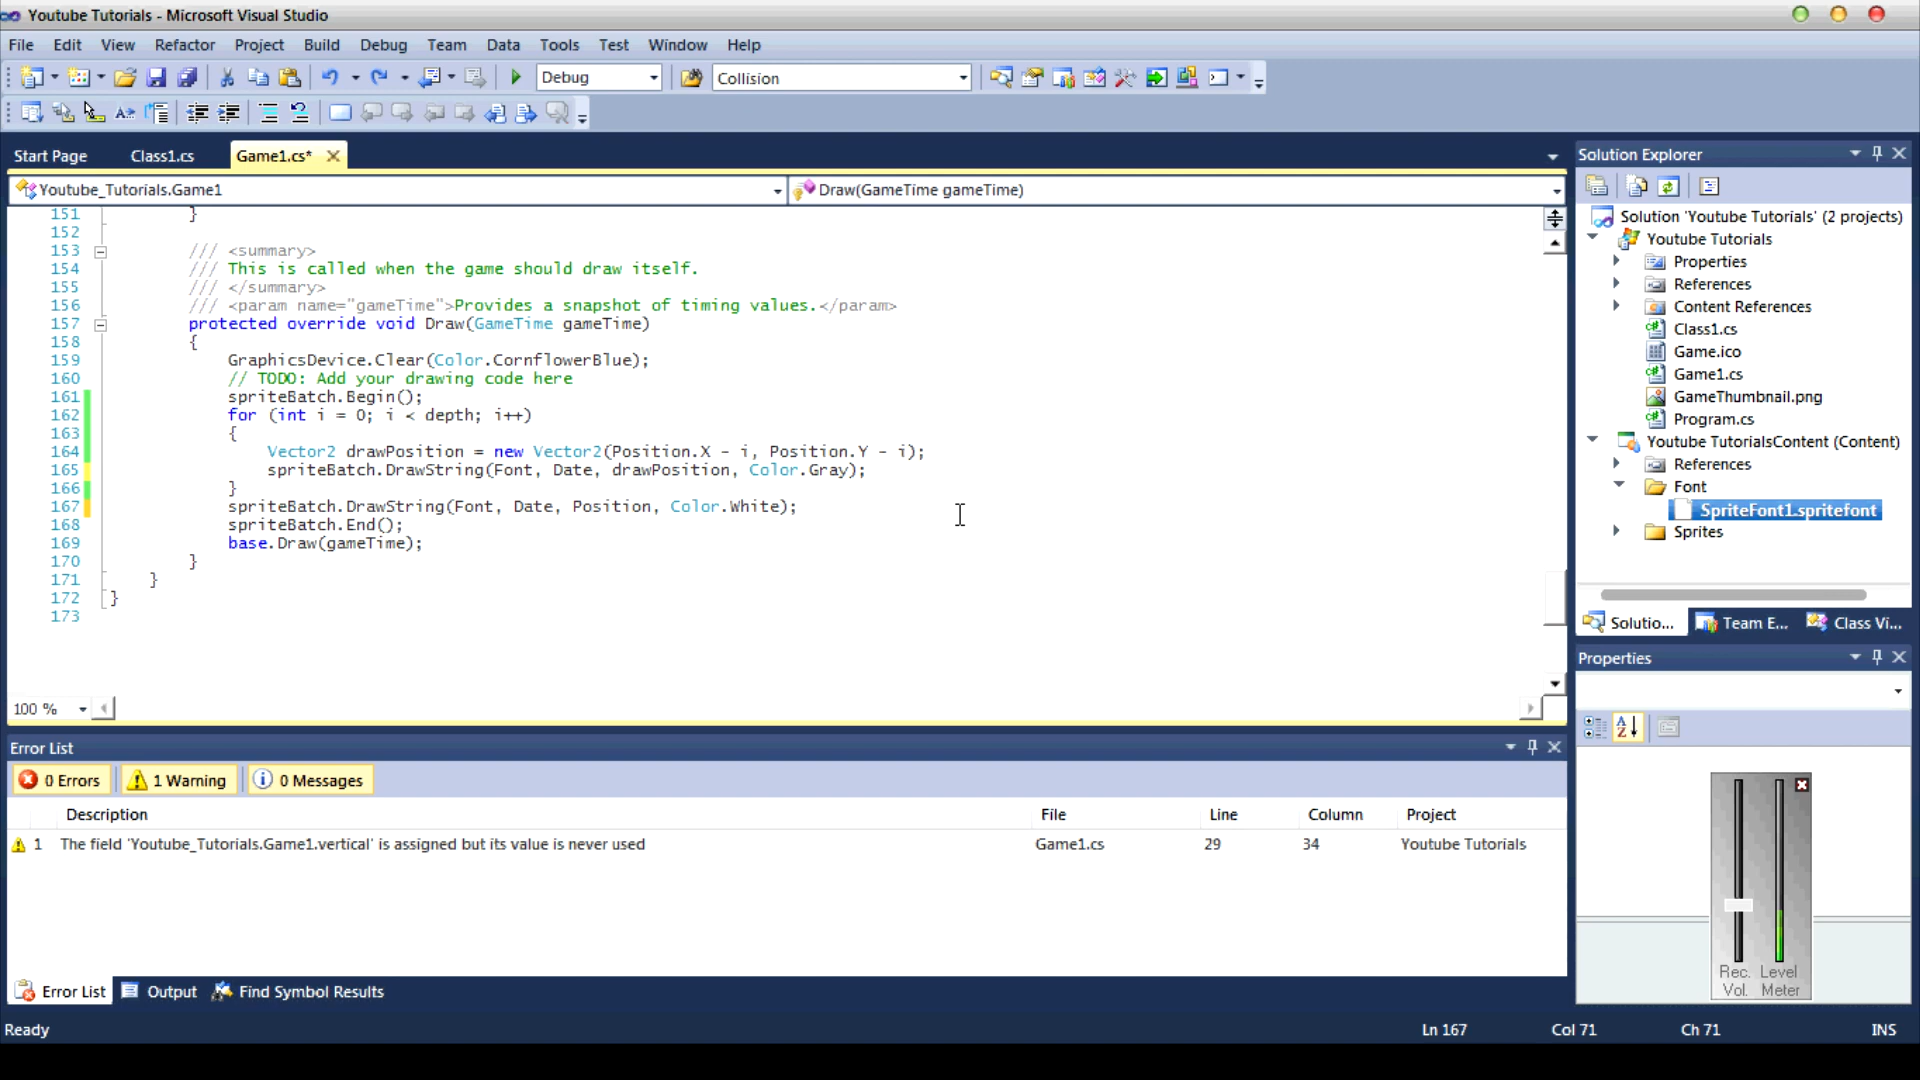 Youtube Tutorials - Microsoft Visual Studio
File Edit View Refactor Project Build Debug Team Data Tools Test Window Help
Debug Collision
Start Page Class1.cs Game1.cs*
Youtube_Tutorials.Game1 Draw(GameTime gameTime)
151 }
152
153 /// <summary>
154 /// This is called when the game should draw itself.
155 /// </summary>
156 /// <param name="gameTime">Provides a snapshot of timing values.</param>
157 protected override void Draw(GameTime gameTime)
158 {
159 GraphicsDevice.Clear(Color.CornflowerBlue);
160 // TODO: Add your drawing code here
161 spriteBatch.Begin();
162 for (int i = 0; i < depth; i++)
163 {
164 Vector2 drawPosition = new Vector2(Position.X - i, Position.Y - i);
165 spriteBatch.DrawString(Font, Date, drawPosition, Color.Gray);
166 }
167 spriteBatch.DrawString(Font, Date, Position, Color.White);
168 spriteBatch.End();
169 base.Draw(gameTime);
170 }
171 }
172 }
173
100 %
Solution Explorer
Solution 'Youtube Tutorials' (2 projects)
Youtube Tutorials
Properties
References
Content References
Class1.cs
Game.ico
Game1.cs
GameThumbnail.png
Program.cs
Youtube TutorialsContent (Content)
References
Font
SpriteFont1.spritefont
Sprites
Solutio... Team E... Class Vi...
Properties
Error List
0 Errors 1 Warning 0 Messages
Description File Line Column Project
1 The field 'Youtube_Tutorials.Game1.vertical' is assigned but its value is never used Game1.cs 29 34 Youtube Tutorials
Rec. Level
Vol. Meter
Error List Output Find Symbol Results
Ready Ln 167 Col 71 Ch 71 INS